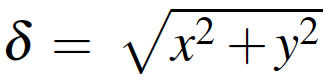 δ = √(x² + y²)